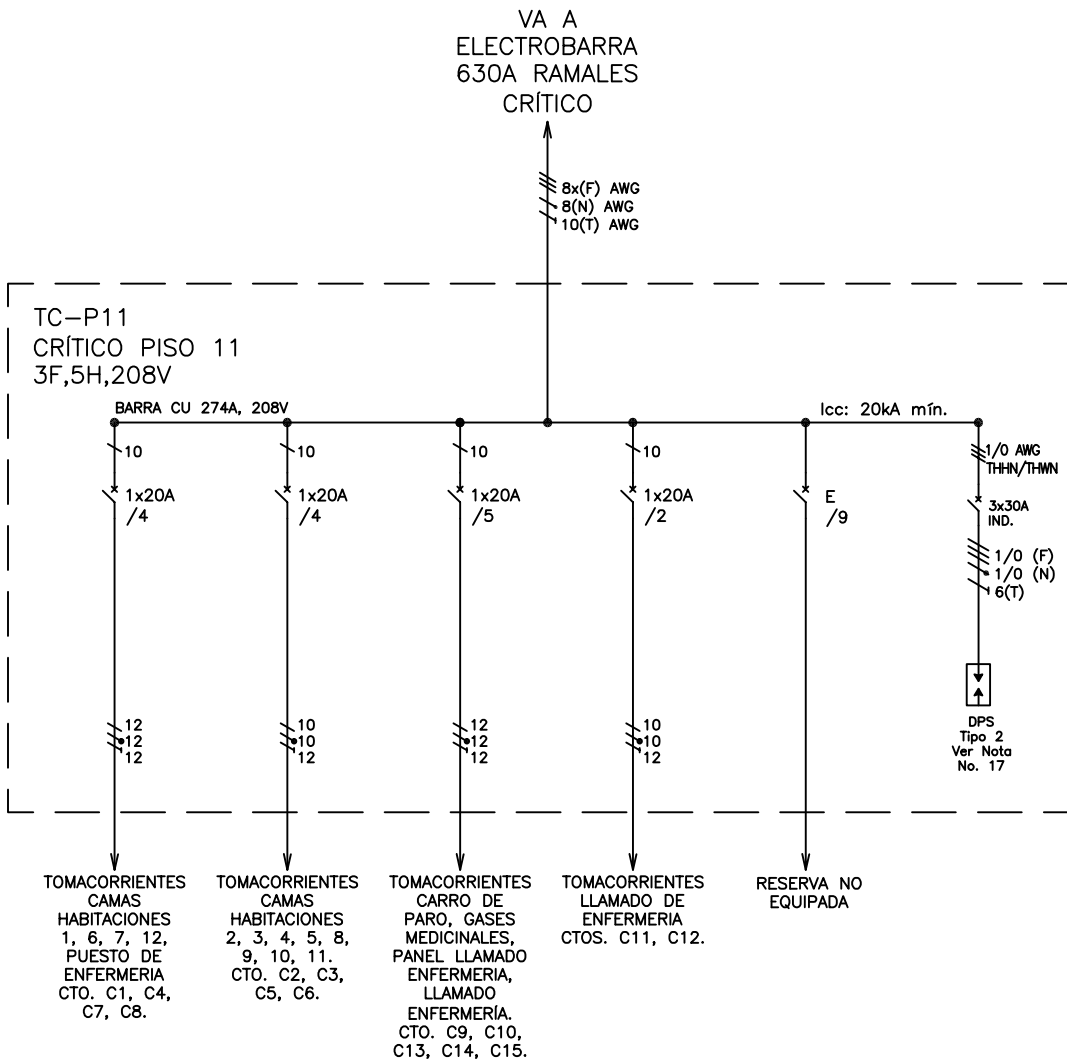 VA A
ELECTROBARRA
630A RAMALES
CRÍTICO
8x(F) AWG
8(N) AWG
10(T) AWG
TC-P11
CRÍTICO PISO 11
3F,5H,208V
BARRA CU 274A, 208V
Icc: 20kA mín.
10
10
10
10
1/0 AWG
THHN/THWN
1x20A
/4
1x20A
/4
1x20A
/5
1x20A
/2
E
/9
3x30A
IND.
1/0 (F)
1/0 (N)
6(T)
12
12
12
10
10
12
12
12
12
10
10
12
DPS
Tipo 2
Ver Nota
No. 17
TOMACORRIENTES
CAMAS
HABITACIONES
1, 6, 7, 12,
PUESTO DE
ENFERMERIA
CTO. C1, C4,
C7, C8.
TOMACORRIENTES
CAMAS
HABITACIONES
2, 3, 4, 5, 8,
9, 10, 11.
CTO. C2, C3,
C5, C6.
TOMACORRIENTES
CARRO DE
PARO, GASES
MEDICINALES,
PANEL LLAMADO
ENFERMERIA,
LLAMADO
ENFERMERÍA.
CTO. C9, C10,
C13, C14, C15.
TOMACORRIENTES
LLAMADO DE
ENFERMERIA
CTOS. C11, C12.
RESERVA NO
EQUIPADA